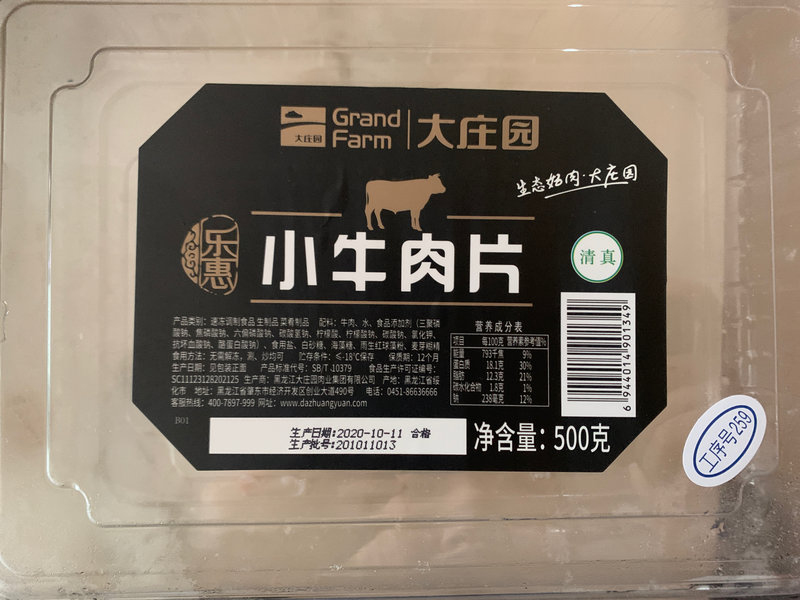 大庄园
Grand
Farm
大庄园
生态好肉·大庄园
乐惠
小牛肉片
清真
产品类别：速冻调制食品 生制品 菜肴制品 配料：牛肉、水、食品添加剂（三聚磷
酸钠、焦磷酸钠、六偏磷酸钠、碳酸氢钠、柠檬酸、柠檬酸钠、碳酸钠、氯化钾、
抗坏血酸钠、酪蛋白酸钠）、食用盐、白砂糖、海藻糖、雨生红球藻粉、麦芽糊精
食用方法：无需解冻，涮、炒均可 贮存条件：≤-18℃保存 保质期：12个月
生产日期：见包装正面 产品标准代号：SB/T 10379 食品生产许可证编号：
SC11123128202125 生产商：黑龙江大庄园肉业集团有限公司 产地：黑龙江省绥
化市 地址：黑龙江省肇东市经济开发区创业大道490号 电话：0451-86636666
客服热线：400-7897-999 网址：www.dazhuangyuan.com
B01
营养成分表
项目 每100克 营养素参考值%
能量 793千焦 9%
蛋白质 18.1克 30%
脂肪 12.3克 21%
碳水化合物 1.8克 1%
钠 238毫克 12%
6 944014 901349
生产日期:2020-10-11 合格
生产批号:201011013
净含量：500克
工序号-259